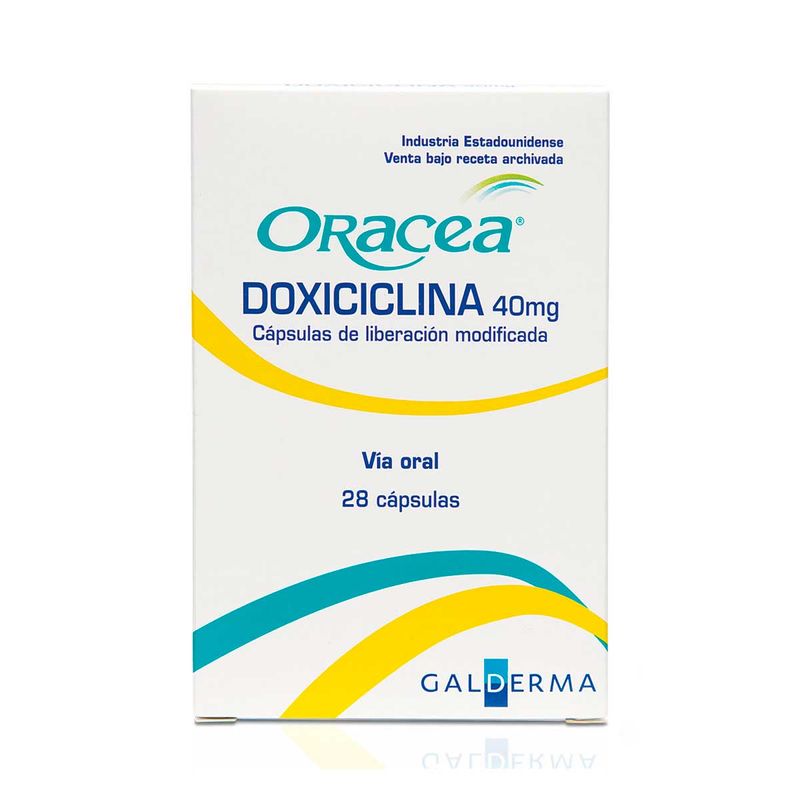 Industria Estadounidense
Venta bajo receta archivada
ORACEA®
DOXICICLINA 40mg
Cápsulas de liberación modificada
Vía oral
28 cápsulas
GALDERMA